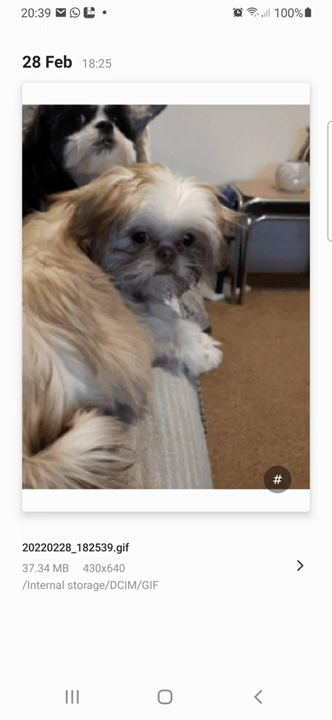 20:39 100%
28 Feb 18:25
#
20220228_182539.gif
37.34 MB 430x640
/Internal storage/DCIM/GIF